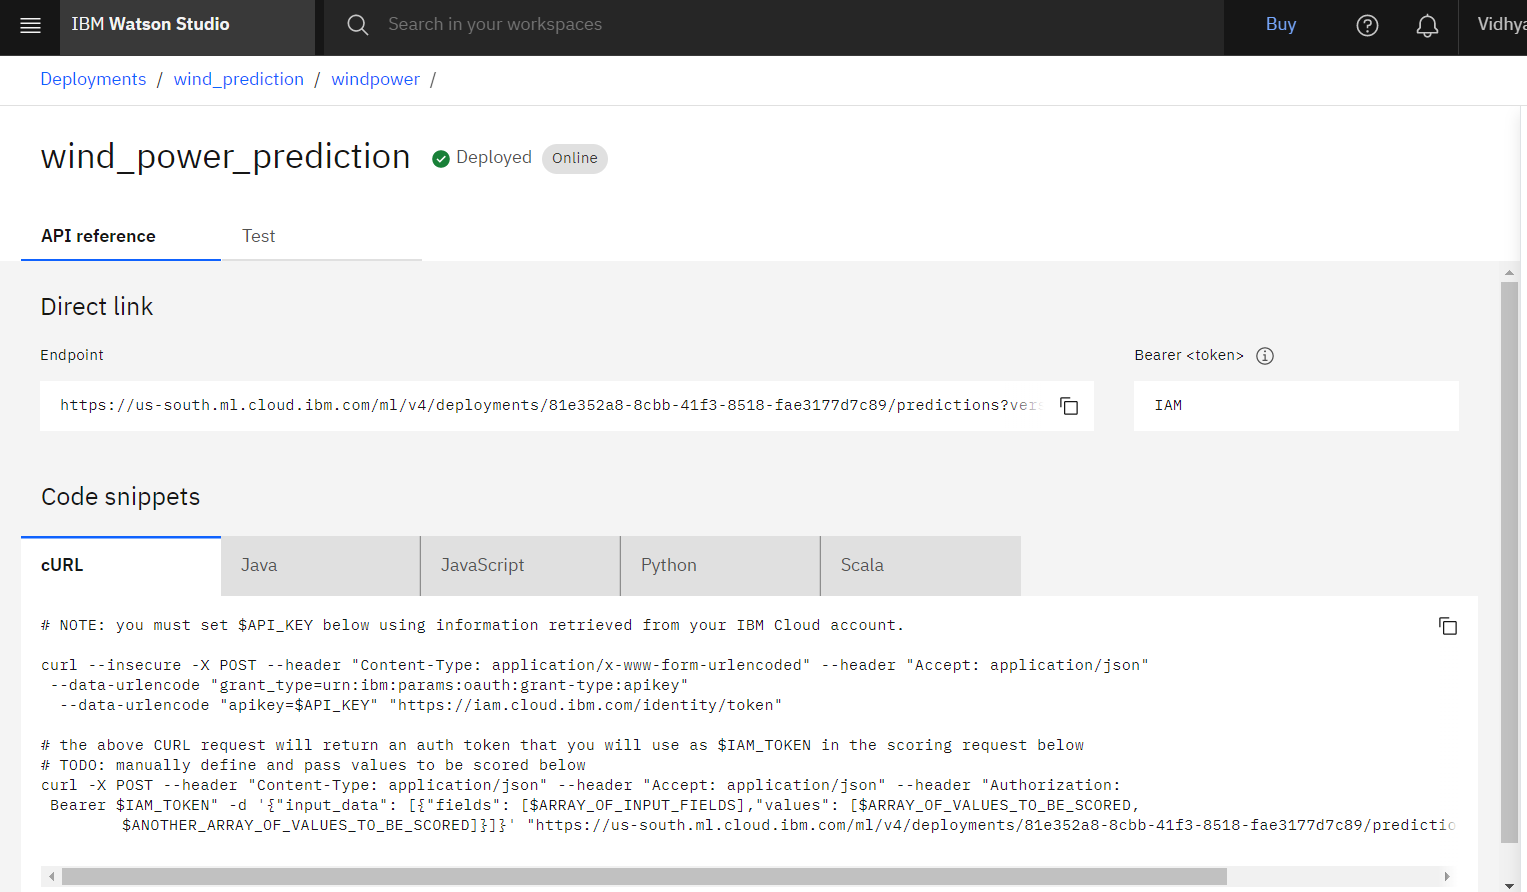 IBM Watson Studio
Search in your workspaces
Buy
Vidhya
Deployments / wind_prediction / windpower /
wind_power_prediction
Deployed
Online
API reference
Test
Direct link
Endpoint
Bearer <token>
https://us-south.ml.cloud.ibm.com/ml/v4/deployments/81e352a8-8cbb-41f3-8518-fae3177d7c89/predictions?vers
IAM
Code snippets
cURL
Java
JavaScript
Python
Scala
# NOTE: you must set $API_KEY below using information retrieved from your IBM Cloud account.
curl --insecure -X POST --header "Content-Type: application/x-www-form-urlencoded" --header "Accept: application/json"
--data-urlencode "grant_type=urn:ibm:params:oauth:grant-type:apikey"
--data-urlencode "apikey=$API_KEY" "https://iam.cloud.ibm.com/identity/token"
# the above CURL request will return an auth token that you will use as $IAM_TOKEN in the scoring request below
# TODO: manually define and pass values to be scored below
curl -X POST --header "Content-Type: application/json" --header "Accept: application/json" --header "Authorization:
Bearer $IAM_TOKEN" -d '{"input_data": [{"fields": [$ARRAY_OF_INPUT_FIELDS],"values": [$ARRAY_OF_VALUES_TO_BE_SCORED,
$ANOTHER_ARRAY_OF_VALUES_TO_BE_SCORED]}]}' "https://us-south.ml.cloud.ibm.com/ml/v4/deployments/81e352a8-8cbb-41f3-8518-fae3177d7c89/predictio